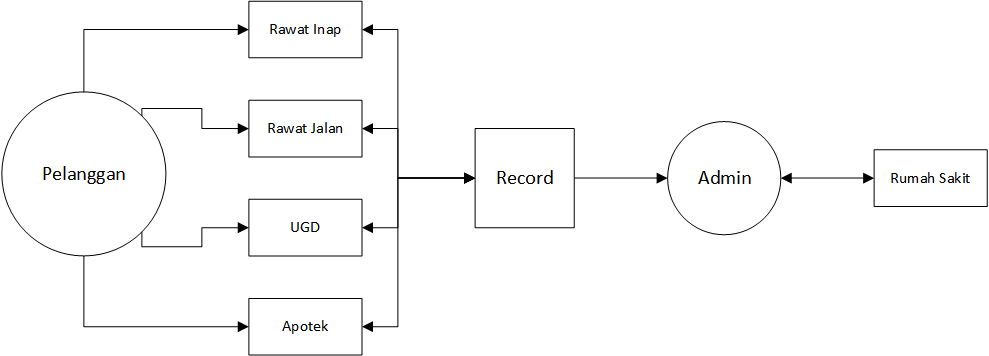 Rawat Inap
Rawat Jalan
Pelanggan
UGD
Apotek
Record
Admin
Rumah Sakit